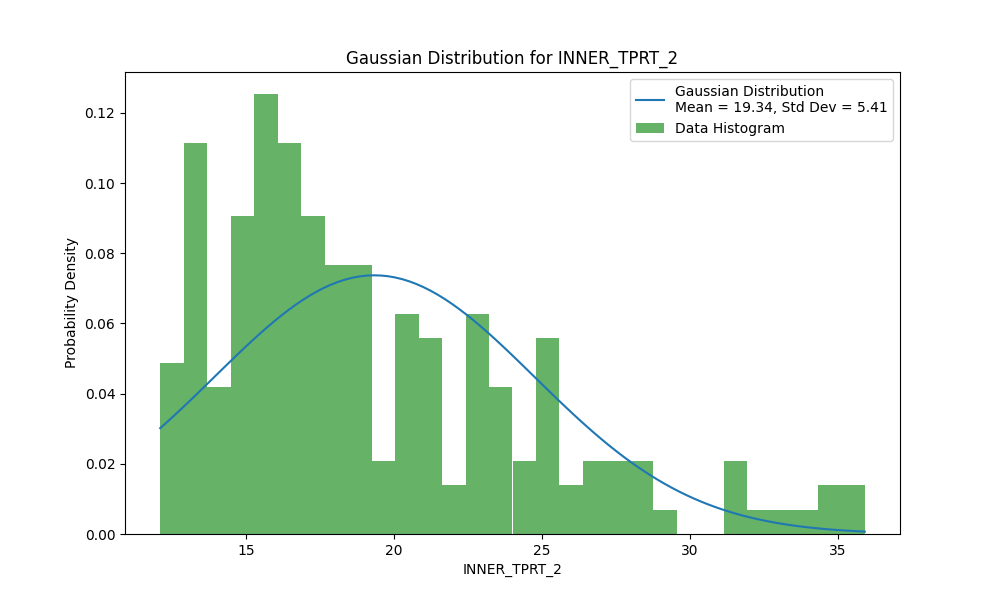 Gaussian Distribution for INNER_TPRT_2
Gaussian Distribution
Mean = 19.34, Std Dev = 5.41
Data Histogram
Probability Density
0.12
0.10
0.08
0.06
0.04
0.02
0.00
15 20 25 30 35
INNER_TPRT_2